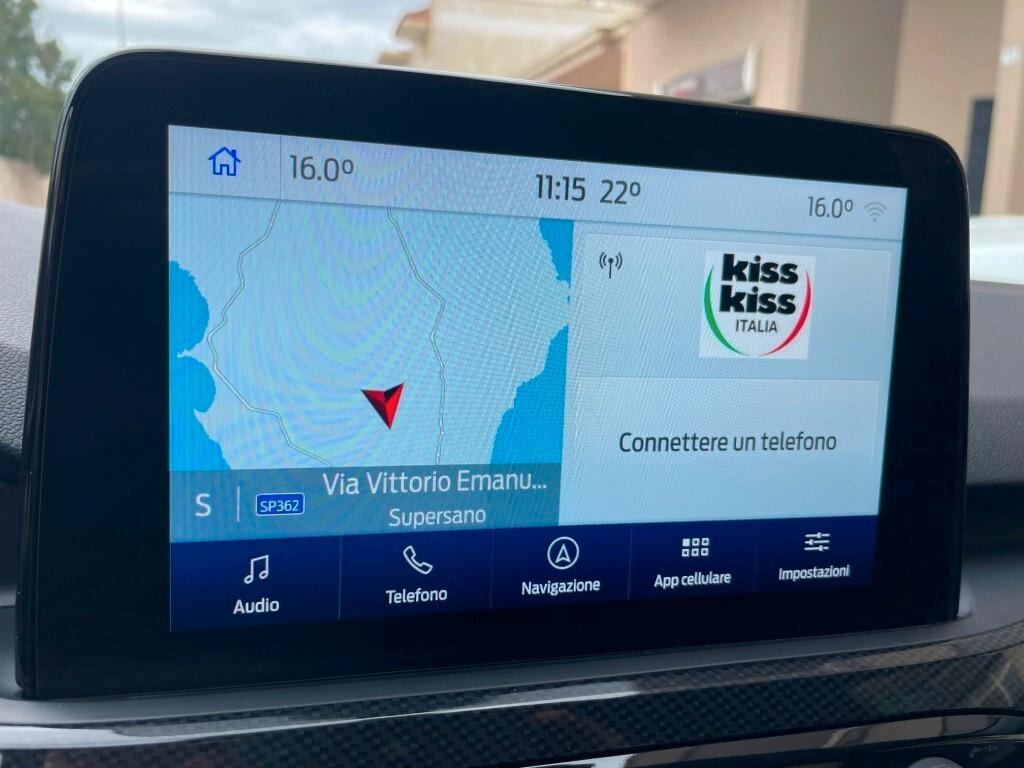 16.0º
11:15 22º
16.0º
kiss
kiss
ITALIA
Connettere un telefono
S
SP362
Via Vittorio Emanu...
Supersano
Audio
Telefono
Navigazione
App cellulare
Impostazioni